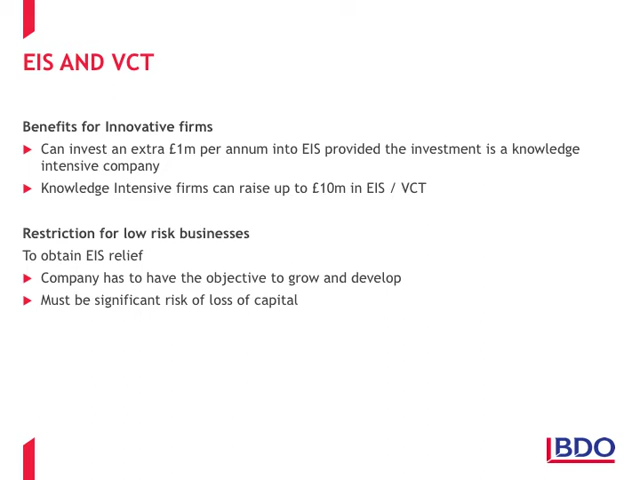 EIS AND VCT
Benefits for Innovative firms
Can invest an extra £1m per annum into EIS provided the investment is a knowledge
intensive company
Knowledge Intensive firms can raise up to £10m in EIS / VCT
Restriction for low risk businesses
To obtain EIS relief
Company has to have the objective to grow and develop
Must be significant risk of loss of capital
BDO